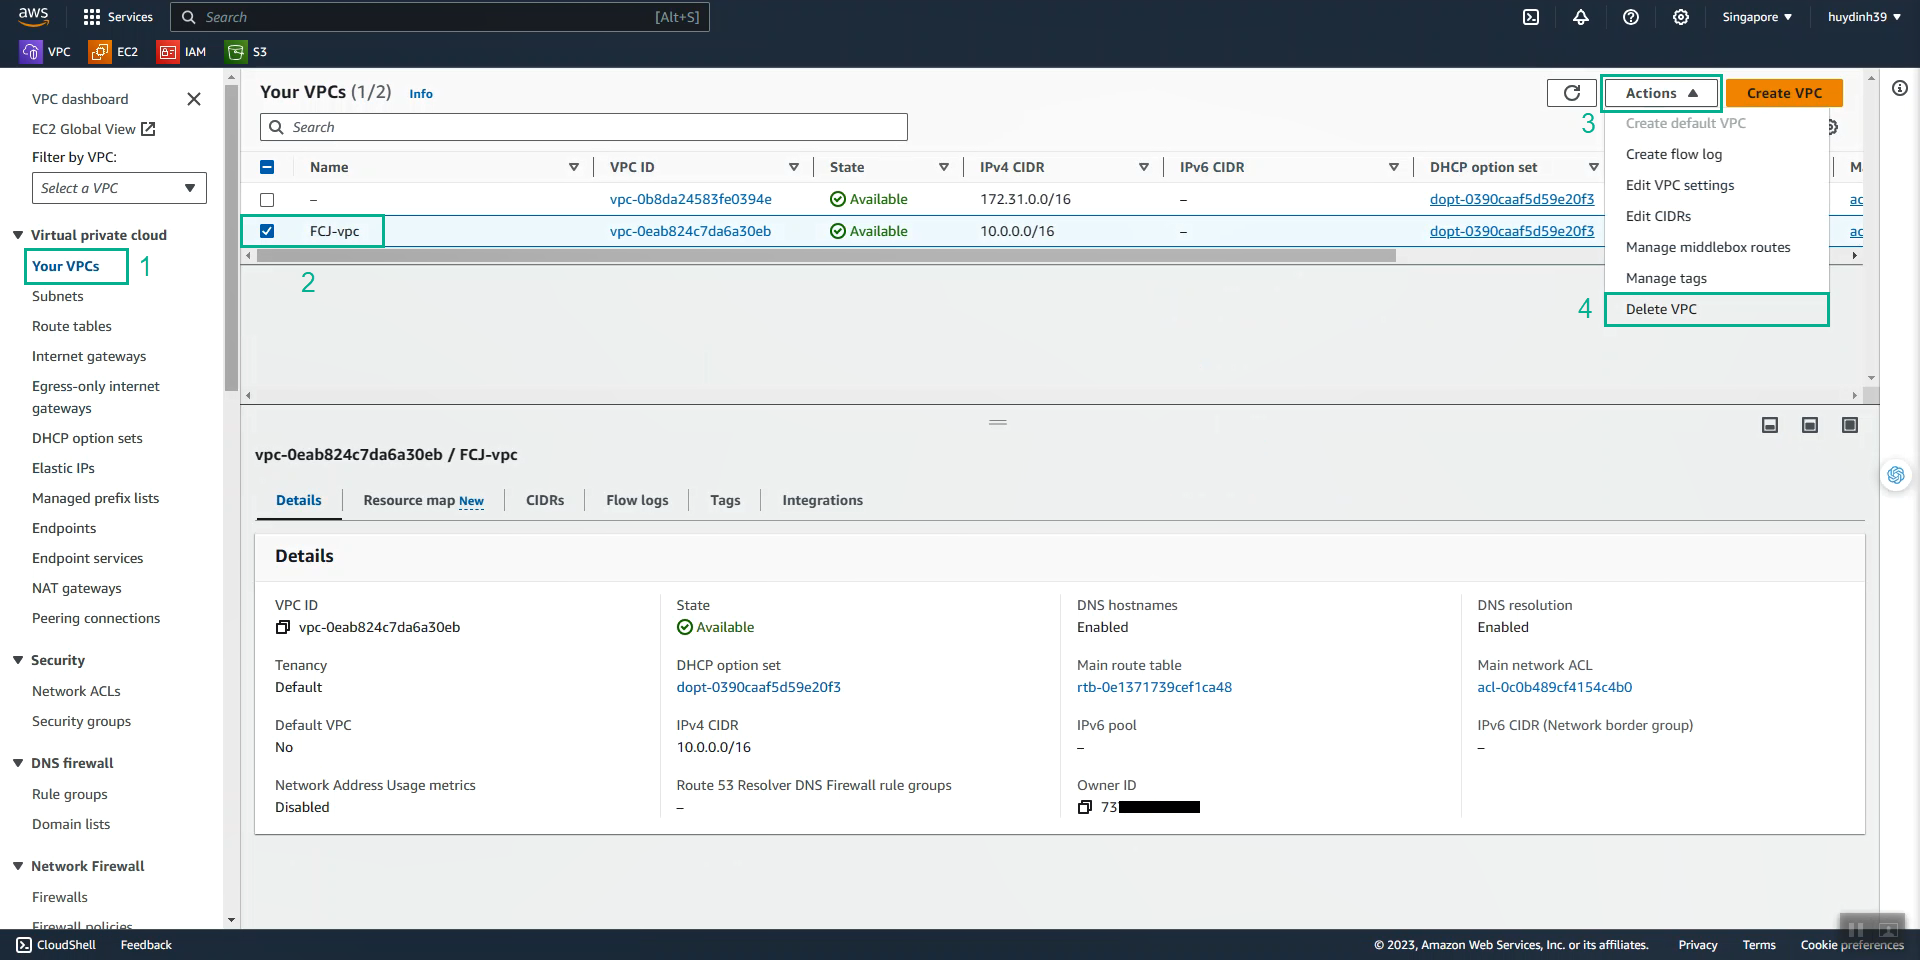 aws
Services
Search
[Alt+S]
Singapore
huydinh39
VPC
EC2
IAM
S3
VPC dashboard
EC2 Global View
Filter by VPC:
Select a VPC
Virtual private cloud
Your VPCs
1
Subnets
Route tables
Internet gateways
Egress-only internet
gateways
DHCP option sets
Elastic IPs
Managed prefix lists
Endpoints
Endpoint services
NAT gateways
Peering connections
Security
Network ACLs
Security groups
DNS firewall
Rule groups
Domain lists
Network Firewall
Firewalls
Firewall policies
Your VPCs (1/2) Info
Actions
Create VPC
Search
3
Create default VPC
Create flow log
Edit VPC settings
Edit CIDRs
Manage middlebox routes
Manage tags
4
Delete VPC
Name VPC ID State IPv4 CIDR IPv6 CIDR DHCP option set
– vpc-0b8da24583fe0394e Available 172.31.0.0/16 – dopt-0390caaf5d59e20f3
FCJ-vpc vpc-0eab824c7da6a30eb Available 10.0.0.0/16 – dopt-0390caaf5d59e20f3
2
vpc-0eab824c7da6a30eb / FCJ-vpc
Details Resource map New CIDRs Flow logs Tags Integrations
Details
VPC ID
vpc-0eab824c7da6a30eb
State
Available
DNS hostnames
Enabled
DNS resolution
Enabled
Tenancy
Default
DHCP option set
dopt-0390caaf5d59e20f3
Main route table
rtb-0e1371739cef1ca48
Main network ACL
acl-0c0b489cf4154c4b0
Default VPC
No
IPv4 CIDR
10.0.0.0/16
IPv6 pool
–
IPv6 CIDR (Network border group)
–
Network Address Usage metrics
Disabled
Route 53 Resolver DNS Firewall rule groups
–
Owner ID
73
CloudShell
Feedback
© 2023, Amazon Web Services, Inc. or its affiliates.
Privacy
Terms
Cookie preferences